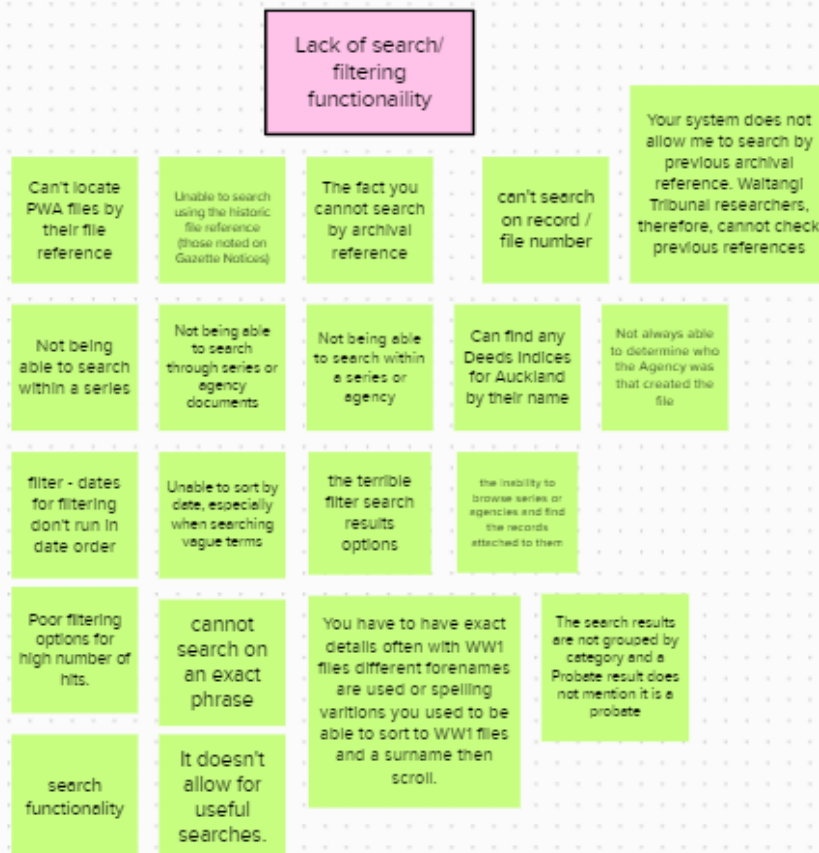 Lack of search/
filtering
functionaility
Your system does not
allow me to search by
previous archival
reference. Waitangi
Tribunal researchers,
therefore, cannot check
previous references
Can't locate
PWA files by
their file
reference
Unable to search
using the historic
file reference
(those noted on
Gazette Notices)
The fact you
cannot search
by archival
reference
can't search
on record /
file number
Not being
able to search
within a series
Not being able
to search
through series or
agency
documents
Not being able
to search within
a series or
agency
Can find any
Deeds Indices
for Auckland
by their name
Not always able
to determine who
the Agency was
that created the
file
filter - dates
for filtering
don't run in
date order
Unable to sort by
date, especially
when searching
vague terms
the terrible
filter search
results
options
the inability to
browse series or
agencies and find
the records
attached to them
Poor filtering
options for
high number of
hits.
cannot
search on
an exact
phrase
You have to have exact
details often with WW1
files different forenames
are used or spelling
varitions you used to be
able to sort to WW1 files
and a surname then
scroll.
The search results
are not grouped by
category and a
Probate result does
not mention it is a
probate
search
functionality
It doesn't
allow for
useful
searches.